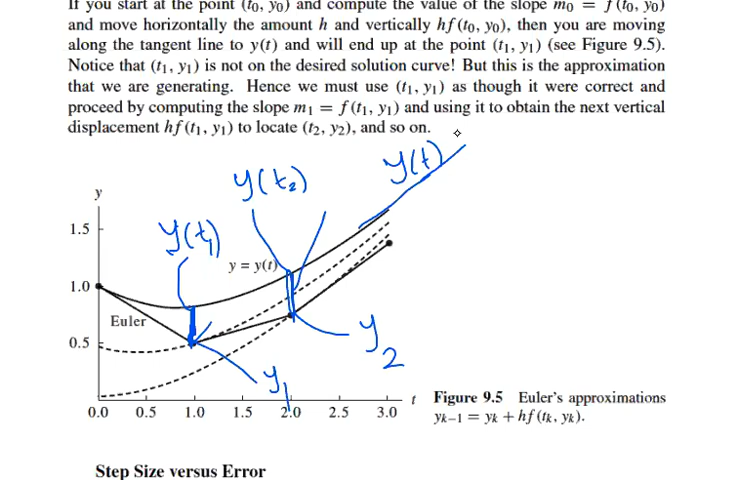 If you start at the point (t₀, y₀) and compute the value of the slope m₀ = f(t₀, y₀)
and move horizontally the amount h and vertically hf(t₀, y₀), then you are moving
along the tangent line to y(t) and will end up at the point (t₁, y₁) (see Figure 9.5).
Notice that (t₁, y₁) is not on the desired solution curve! But this is the approximation
that we are generating. Hence we must use (t₁, y₁) as though it were correct and
proceed by computing the slope m₁ = f(t₁, y₁) and using it to obtain the next vertical
displacement hf(t₁, y₁) to locate (t₂, y₂), and so on.
y(t)
y(t₂)
y
y(t₁)
1.5
y = y(t)
1.0
Euler
y₂
0.5
y₁
0.0 0.5 1.0 1.5 2.0 2.5 3.0 t
Figure 9.5 Euler's approximations
yk−1 = yk + hf(tk, yk).
Step Size versus Error